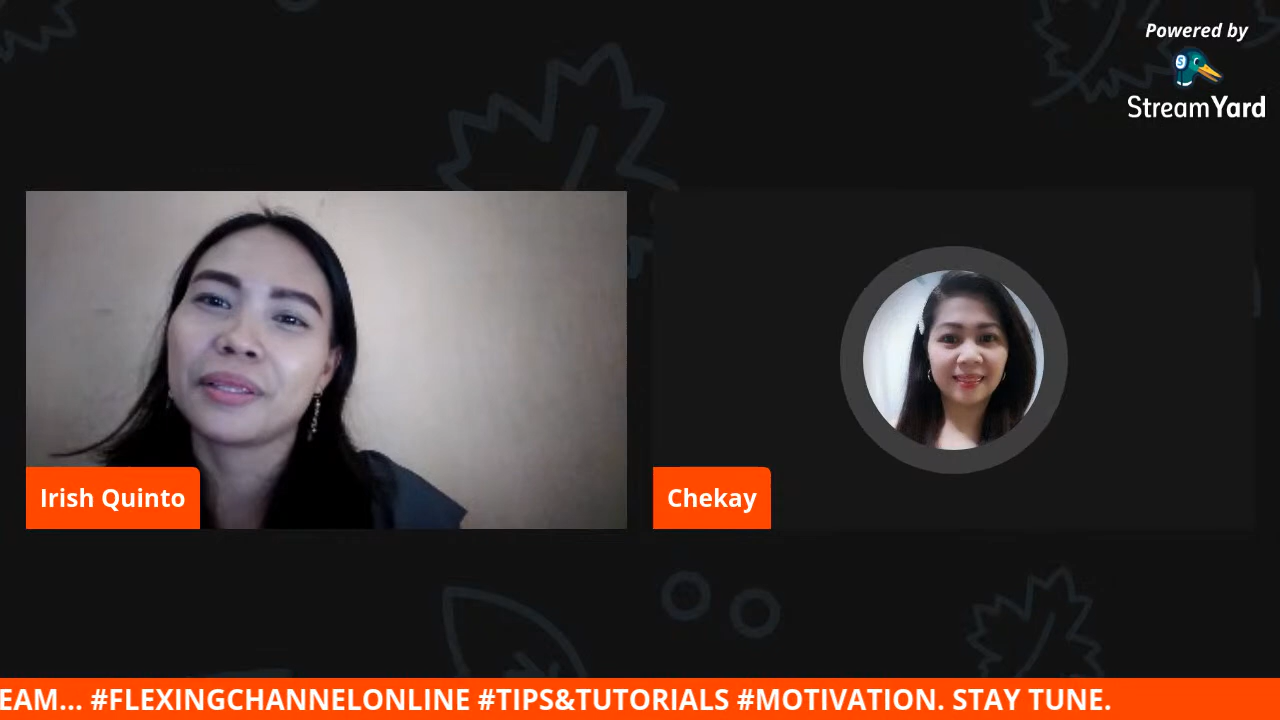 Powered by
S
StreamYard
Irish Quinto
Chekay
EAM... #FLEXINGCHANNELONLINE #TIPS&TUTORIALS #MOTIVATION. STAY TUNE.